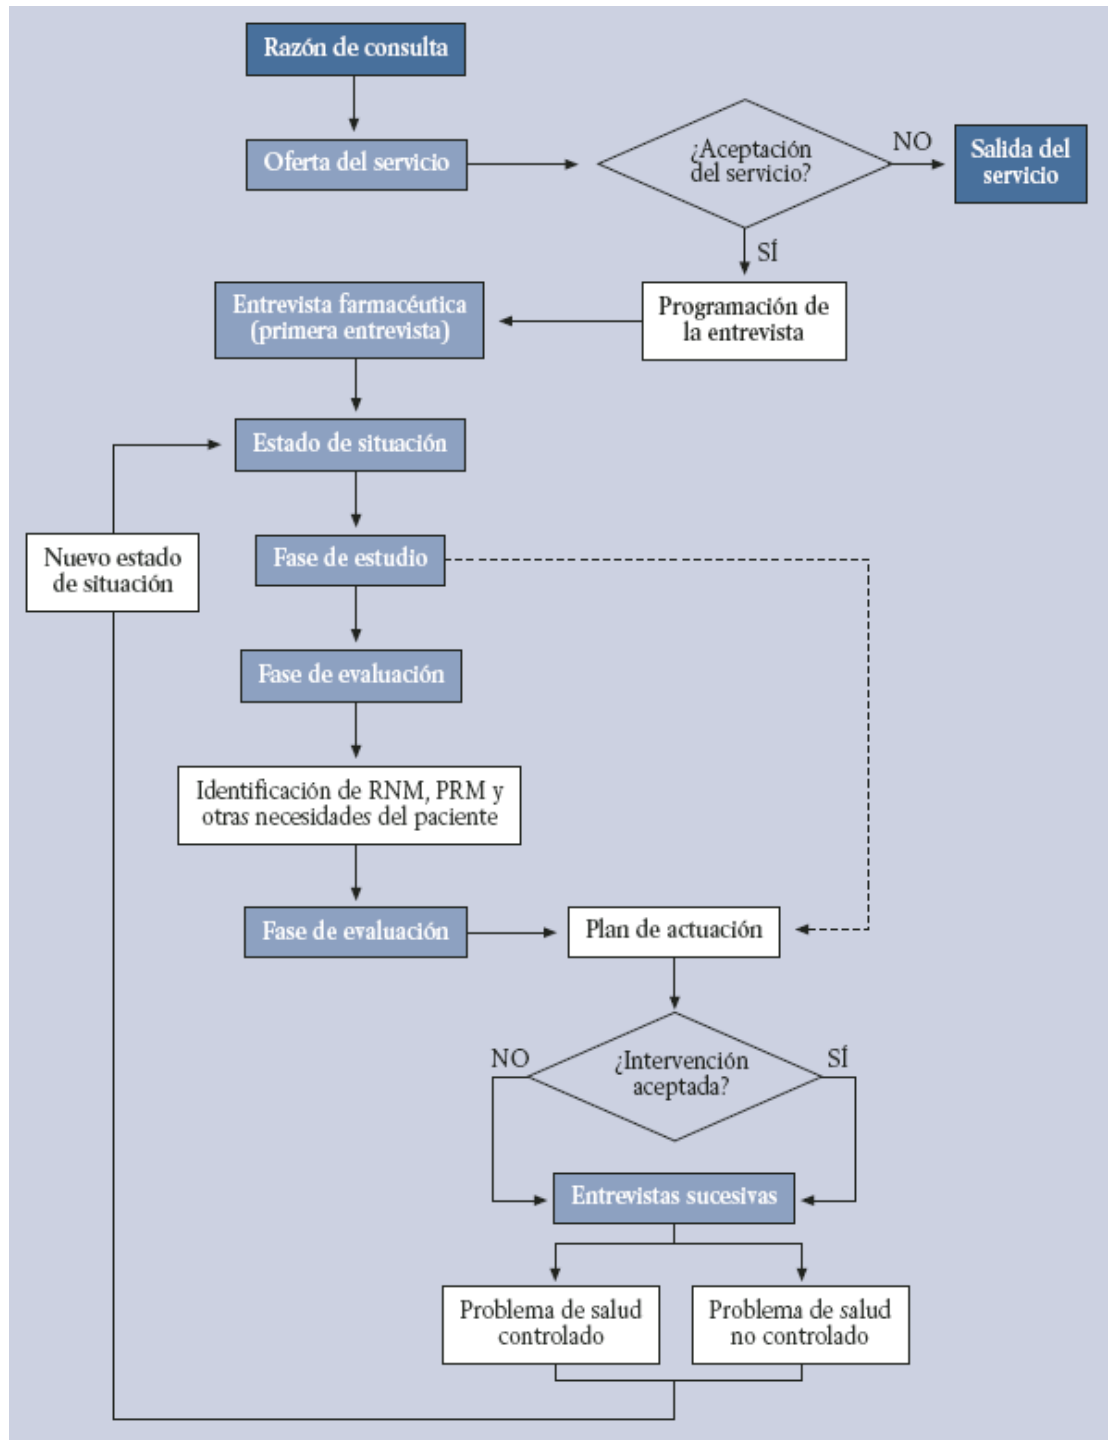 Razón de consulta
Oferta del servicio
¿Aceptación
del servicio?
NO
Salida del
servicio
SÍ
Programación de
la entrevista
Entrevista farmacéutica
(primera entrevista)
Estado de situación
Nuevo estado
de situación
Fase de estudio
Fase de evaluación
Identificación de RNM, PRM y
otras necesidades del paciente
Fase de evaluación
Plan de actuación
NO
¿Intervención
aceptada?
SÍ
Entrevistas sucesivas
Problema de salud
controlado
Problema de salud
no controlado